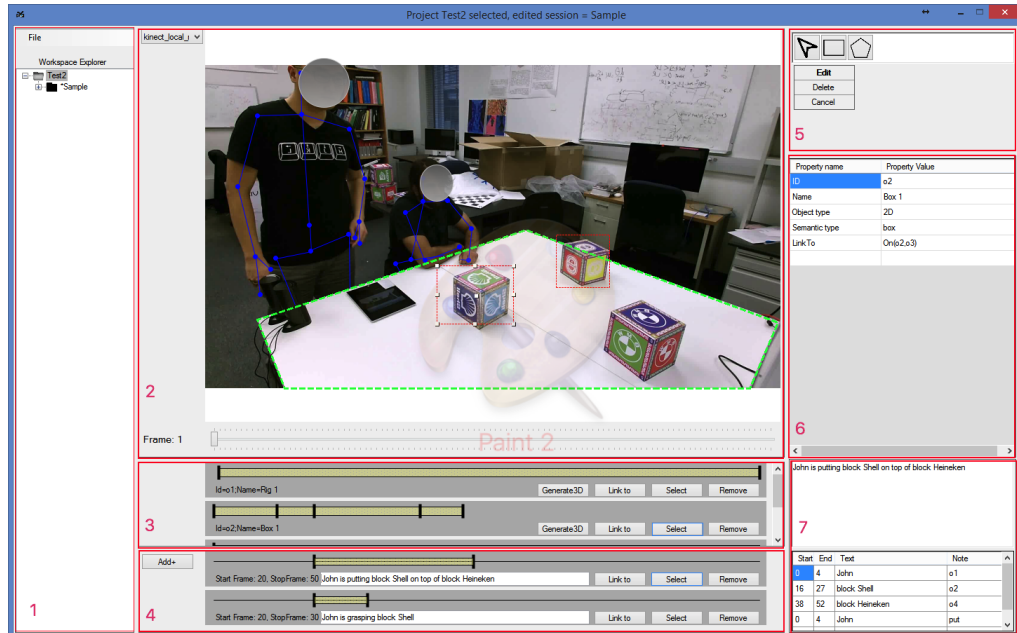 Project Test2 selected, edited session = Sample
File
Workspace Explorer
Test2
*Sample
1
kinect_local_r
2
Frame: 1
Paint 2
Id=o1;Name=Rig 1
Generate3D Link to Select Remove
3
Id=o2;Name=Box 1
Generate3D Link to Select Remove
Add+
Start Frame: 20, StopFrame: 50 John is putting block Shell on top of block Heineken
Link to Select Remove
4
Start Frame: 20, StopFrame: 30 John is grasping block Shell
Link to Select Remove
Edit
Delete
Cancel
5
Property name Property Value
ID o2
Name Box 1
Object type 2D
Semantic type box
LinkTo On(o2,o3)
6
John is putting block Shell on top of block Heineken
7
Start End Text Note
0 4 John o1
16 27 block Shell o2
38 52 block Heineken o4
0 4 John put